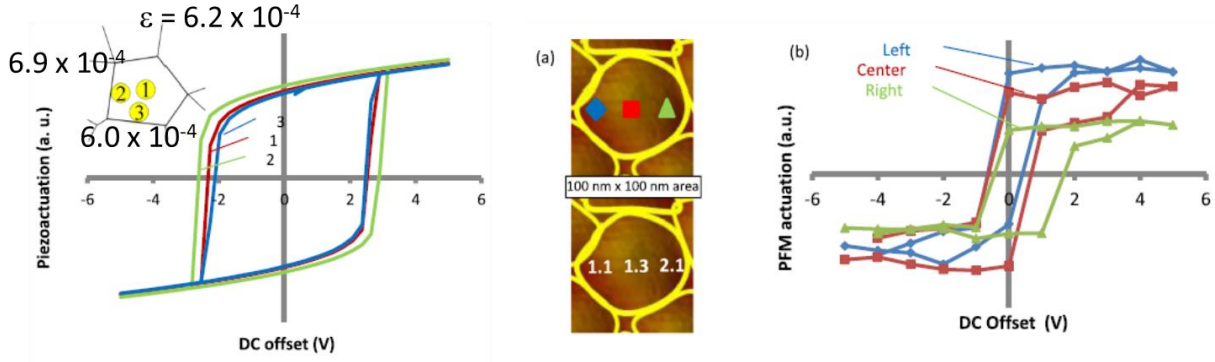 ε = 6.2 x 10-4
6.9 x 10-4
2
1
3
6.0 x 10-4
Piezoactuation (a. u.)
3
1
2
-6
-4
-2
0
2
4
6
DC offset (V)
(a)
100 nm x 100 nm area
1.1
1.3
2.1
(b)
Left
Center
Right
PFM actuation (a.u.)
-6
-4
-2
0
2
4
6
DC Offset (V)